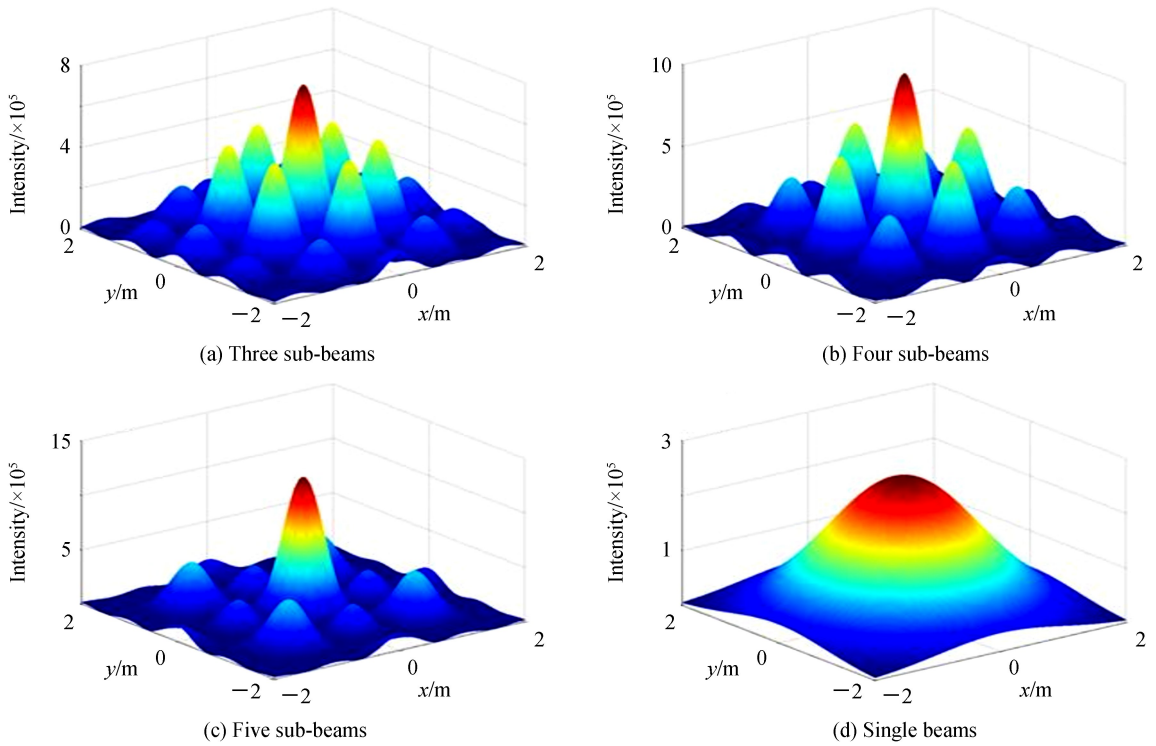 Intensity/×10⁵
8
4
0
2
0
−2
y/m
−2
0
2
x/m
(a) Three sub-beams
Intensity/×10⁵
10
5
0
2
0
−2
y/m
−2
0
2
x/m
(b) Four sub-beams
Intensity/×10⁵
15
5
2
0
−2
y/m
−2
0
2
x/m
(c) Five sub-beams
Intensity/×10⁵
3
1
2
0
−2
y/m
−2
0
2
x/m
(d) Single beams